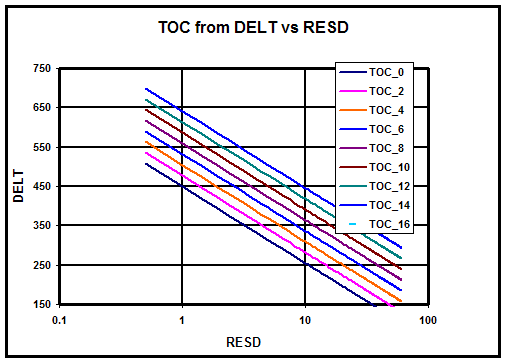 TOC from DELT vs RESD
750
650
550
450
350
250
150
DELT
0.1
1
10
100
RESD
TOC_0
TOC_2
TOC_4
TOC_6
TOC_8
TOC_10
TOC_12
TOC_14
TOC_16